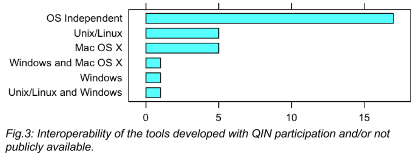 OS Independent
Unix/Linux
Mac OS X
Windows and Mac OS X
Windows
Unix/Linux and Windows
0 5 10 15
Fig.3: Interoperability of the tools developed with QIN participation and/or not
publicly available.